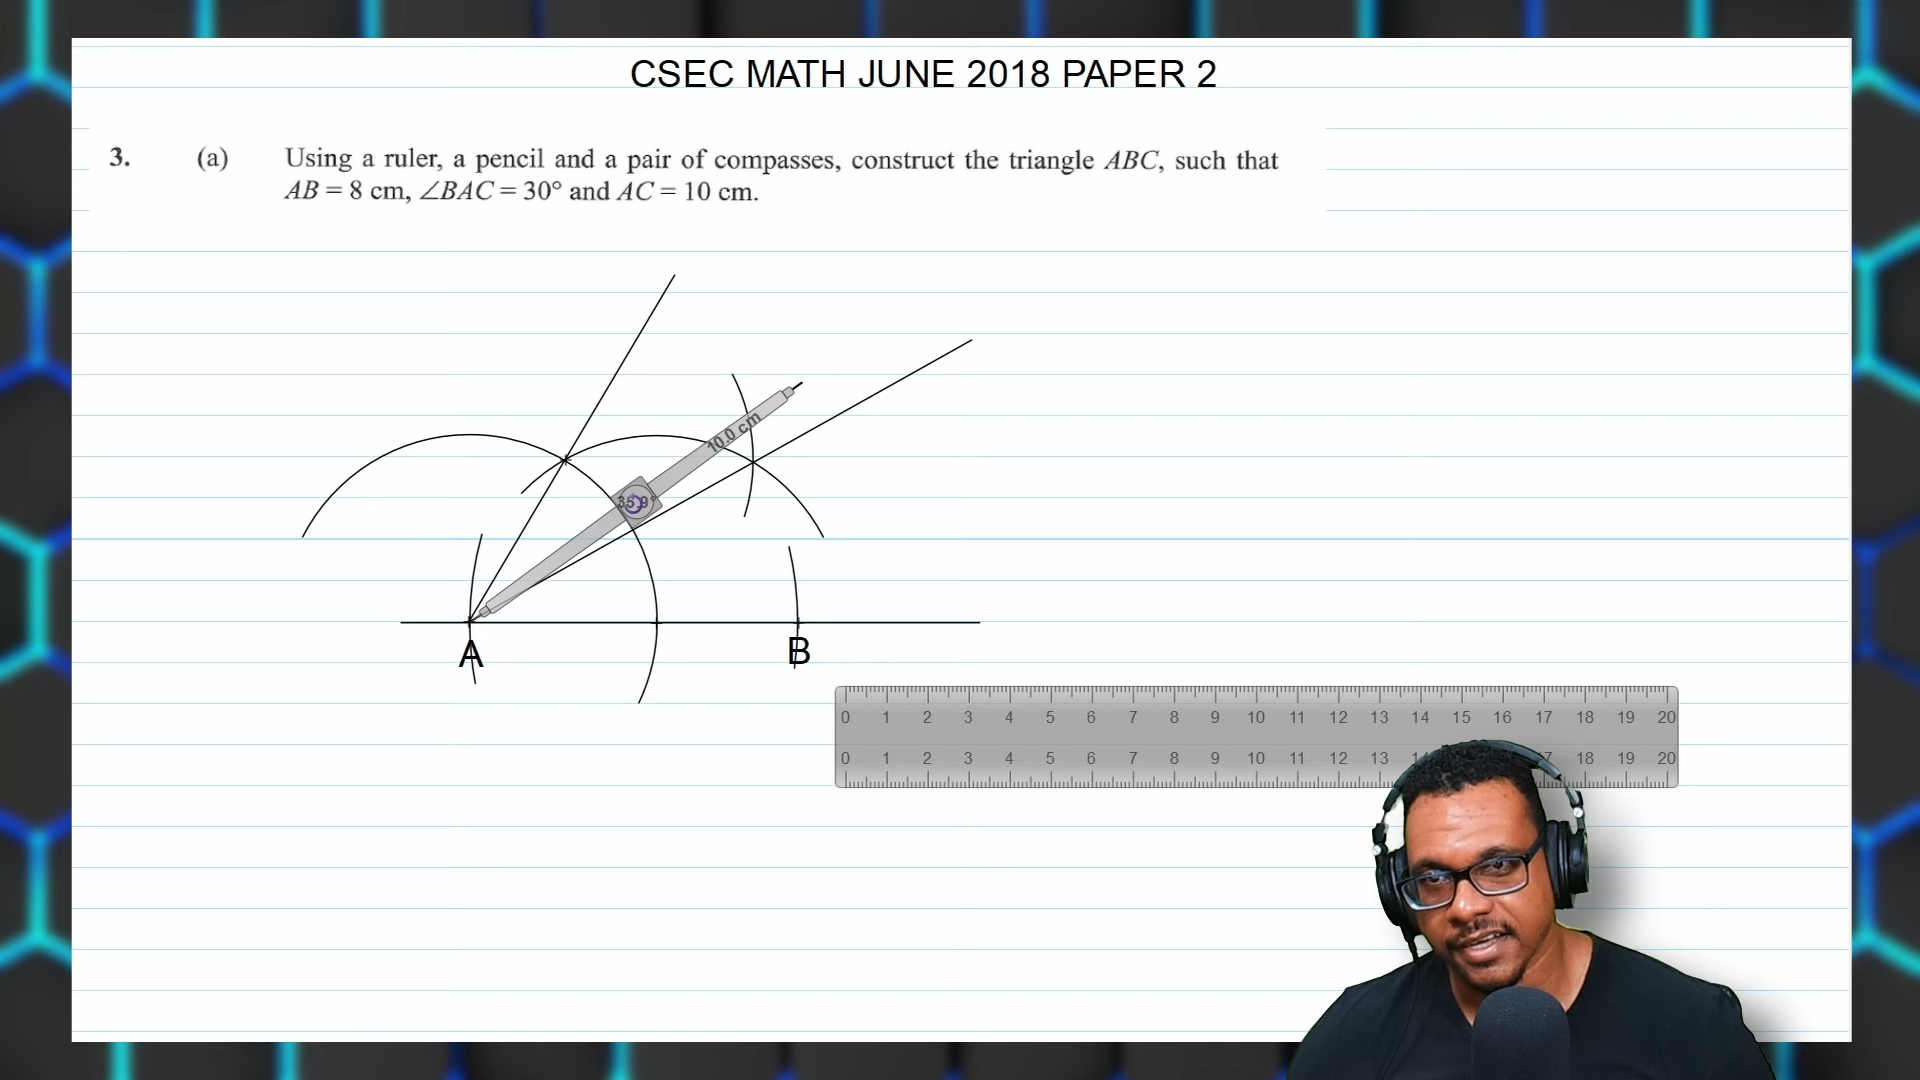 CSEC MATH JUNE 2018 PAPER 2
3. (a) Using a ruler, a pencil and a pair of compasses, construct the triangle ABC, such that
AB = 8 cm, ∠BAC = 30° and AC = 10 cm.
10.0 cm
35.9°
A B
0 1 2 3 4 5 6 7 8 9 10 11 12 13 14 15 16 17 18 19 20
0 1 2 3 4 5 6 7 8 9 10 11 12 13 17 18 19 20